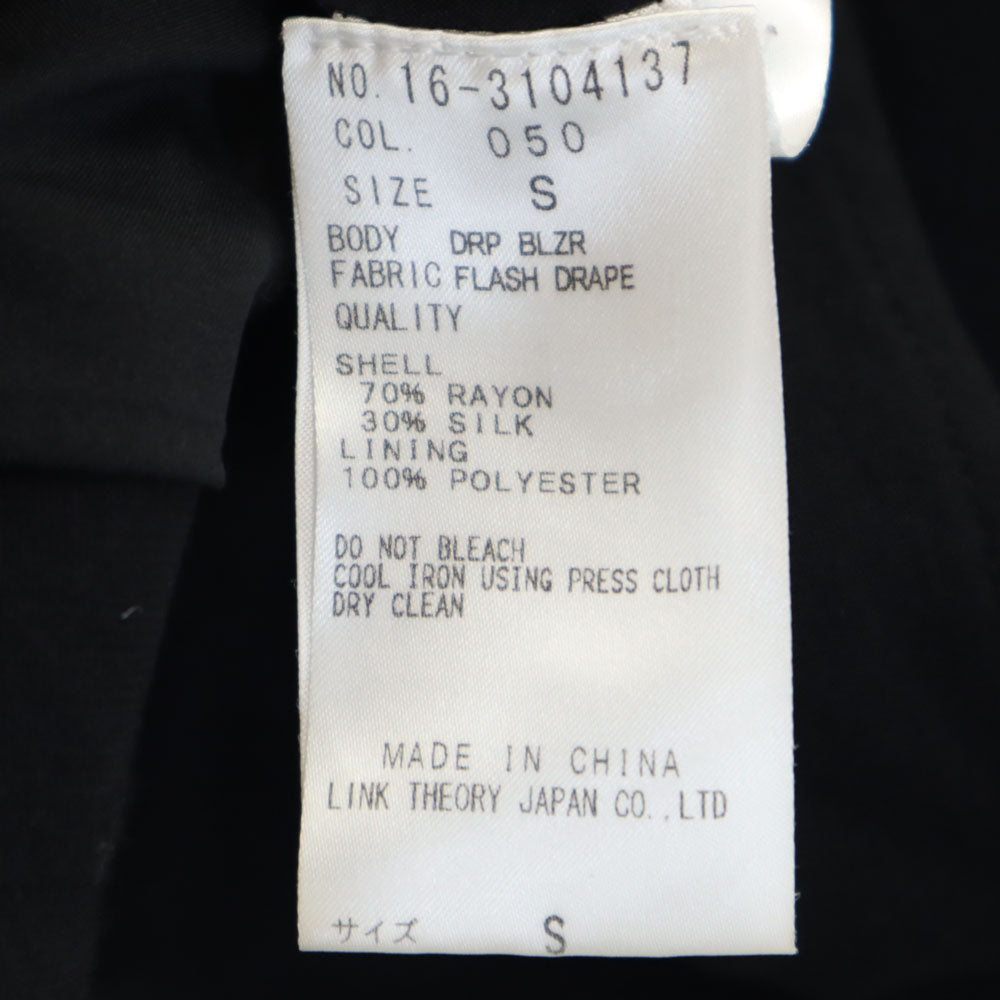 NO. 16-3104137
COL. 050
SIZE S
BODY DRP BLZR
FABRIC FLASH DRAPE
QUALITY
SHELL
70% RAYON
30% SILK
LINING
100% POLYESTER
DO NOT BLEACH
COOL IRON USING PRESS CLOTH
DRY CLEAN
MADE IN CHINA
LINK THEORY JAPAN CO.,LTD
サイズ S